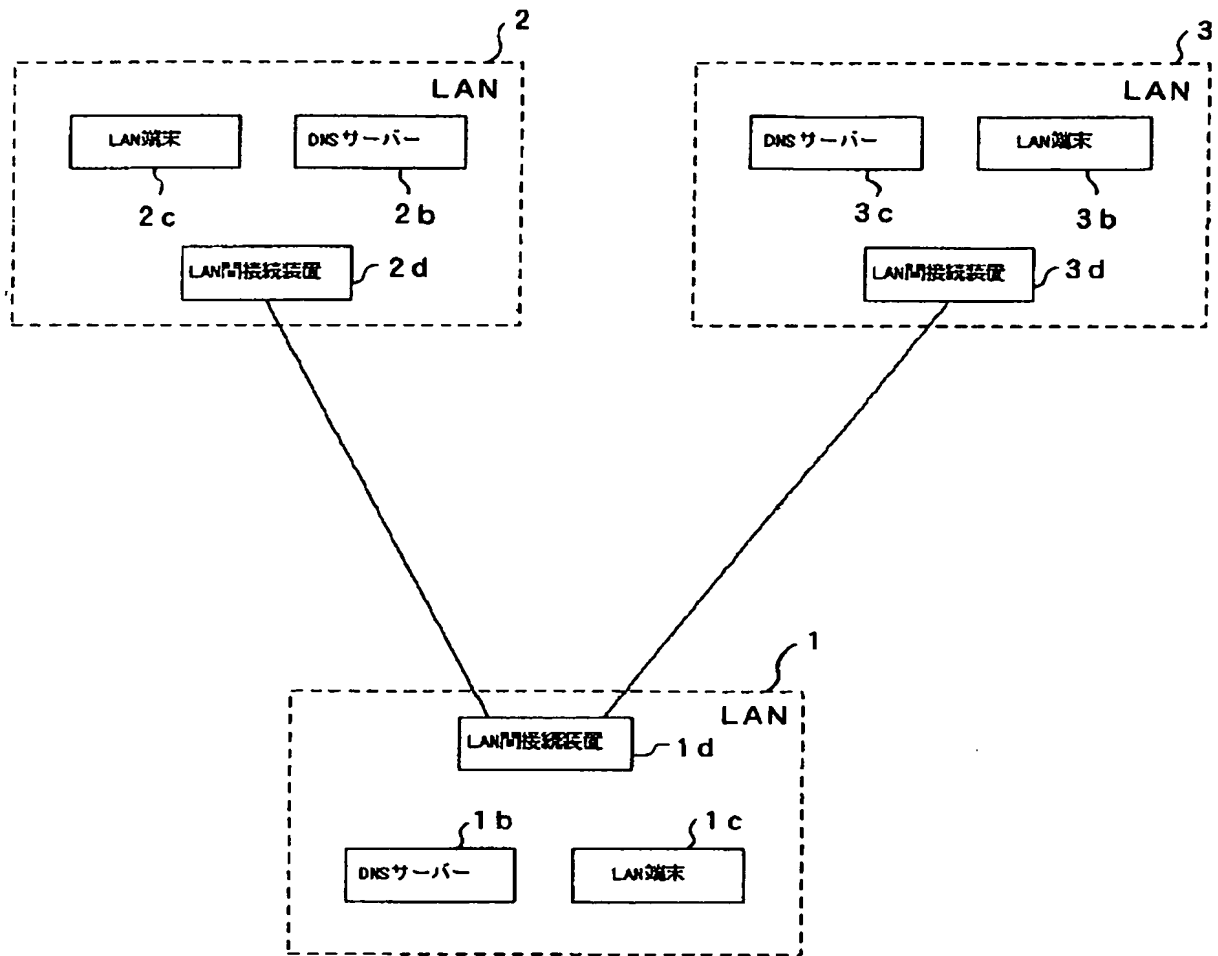 2
LAN
LAN端末
DNSサーバー
2c
2b
LAN間接続装置
2d
3
LAN
DNSサーバー
LAN端末
3c
3b
LAN間接続装置
3d
1
LAN
LAN間接続装置
1d
1b
1c
DNSサーバー
LAN端末